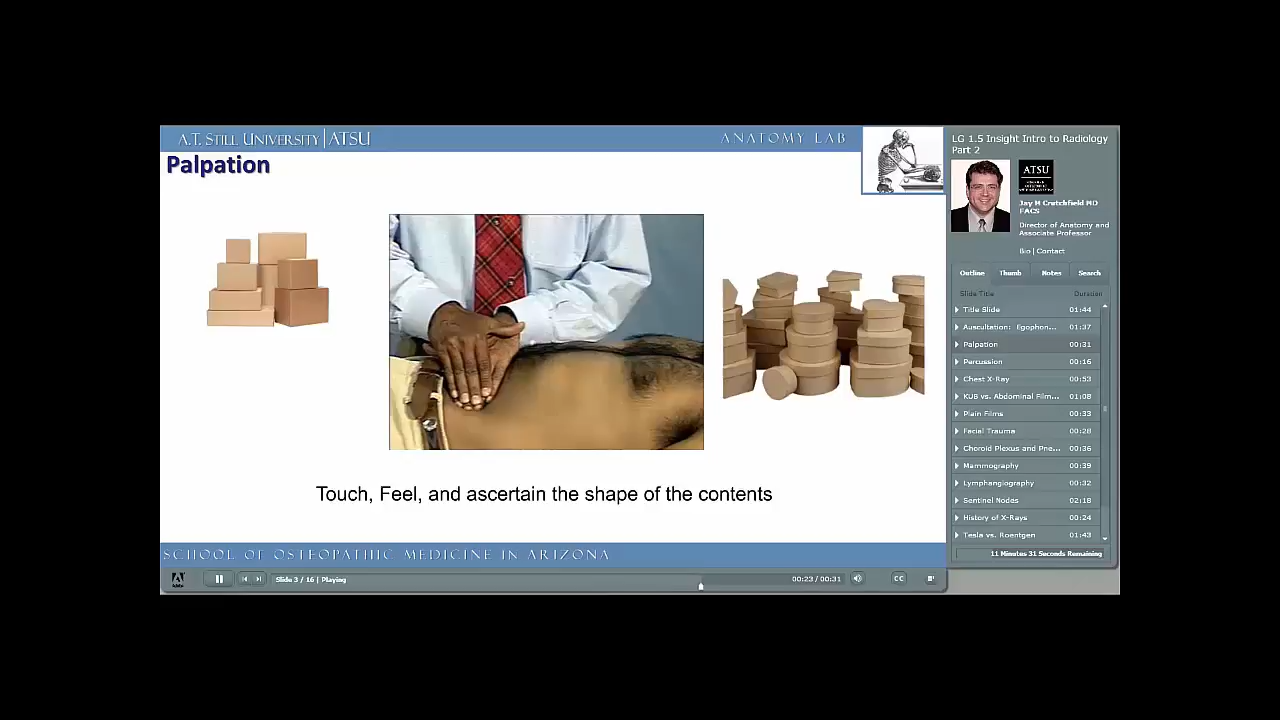 A.T. STILL UNIVERSITY | ATSU
ANATOMY LAB
Palpation
Touch, Feel, and ascertain the shape of the contents
SCHOOL OF OSTEOPATHIC MEDICINE IN ARIZONA
Slide 3 / 16 | Playing
00:23 / 00:31
CC
LG 1.5 Insight Intro to Radiology
Part 2
ATSU
Jay M Crutchfield MD
FACS
Director of Anatomy and
Associate Professor
Bio | Contact
Outline Thumb Notes Search
Slide Title Duration
Title Slide 01:44
Auscultation: Egophon... 01:37
Palpation 00:31
Percussion 00:16
Chest X-Ray 00:53
KUB vs. Abdominal Film... 01:08
Plain Films 00:33
Facial Trauma 00:28
Choroid Plexus and Pne... 00:36
Mammography 00:39
Lymphangiography 00:32
Sentinel Nodes 02:18
History of X-Rays 00:24
Tesla vs. Roentgen 01:43
11 Minutes 31 Seconds Remaining